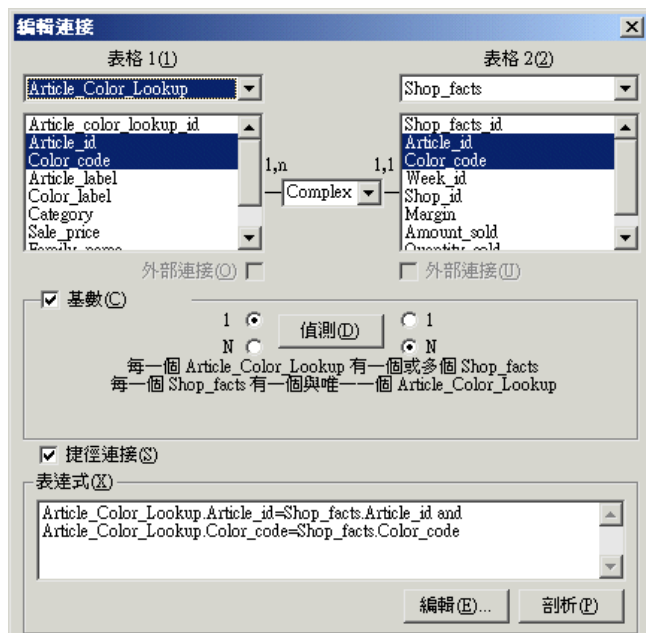 編輯連接
表格 1(1)
表格 2(2)
Article_Color_Lookup
Shop_facts
Article_color_lookup_id
Article_id
Color_code
Article_label
Color_label
Category
Sale_price
Family_name
1,n
1,1
Complex
Shop_facts_id
Article_id
Color_code
Week_id
Shop_id
Margin
Amount_sold
Quantity_sold
外部連接(O)
外部連接(U)
基數(C)
1
N
偵測(D)
1
N
每一個 Article_Color_Lookup 有一個或多個 Shop_facts
每一個 Shop_facts 有一個與唯一一個 Article_Color_Lookup
捷徑連接(S)
表達式(X)
Article_Color_Lookup.Article_id=Shop_facts.Article_id and
Article_Color_Lookup.Color_code=Shop_facts.Color_code
編輯(E)...
剖析(P)